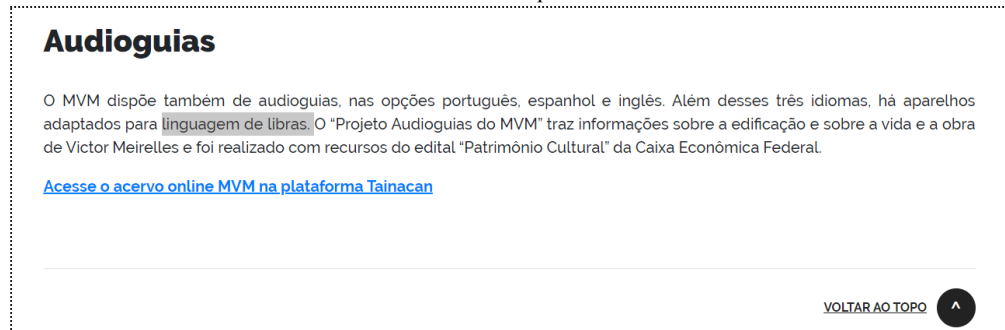 Audioguias
O MVM dispõe também de audioguias, nas opções português, espanhol e inglês. Além desses três idiomas, há aparelhos
adaptados para linguagem de libras. O “Projeto Audioguias do MVM” traz informações sobre a edificação e sobre a vida e a obra
de Victor Meirelles e foi realizado com recursos do edital “Patrimônio Cultural” da Caixa Econômica Federal.
Acesse o acervo online MVM na plataforma Tainacan
VOLTAR AO TOPO ^